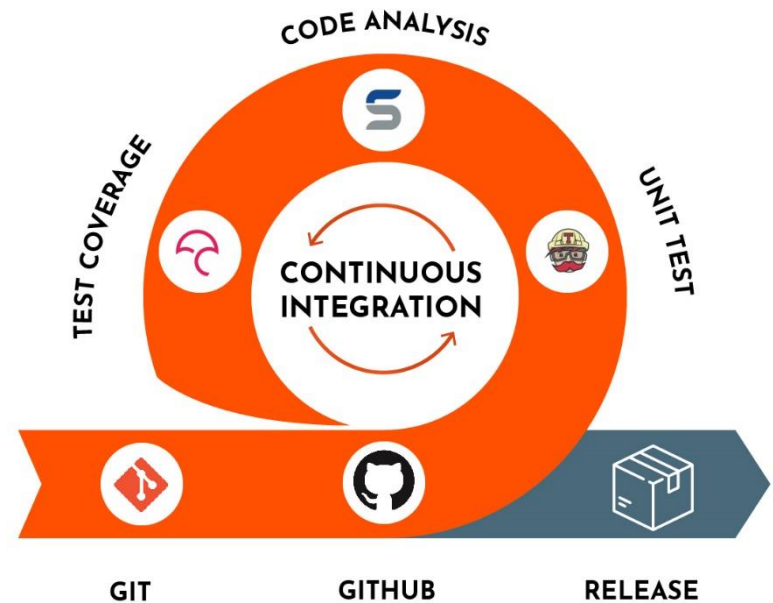 CODE ANALYSIS
TEST COVERAGE
UNIT TEST
CONTINUOUS
INTEGRATION
GIT
GITHUB
RELEASE